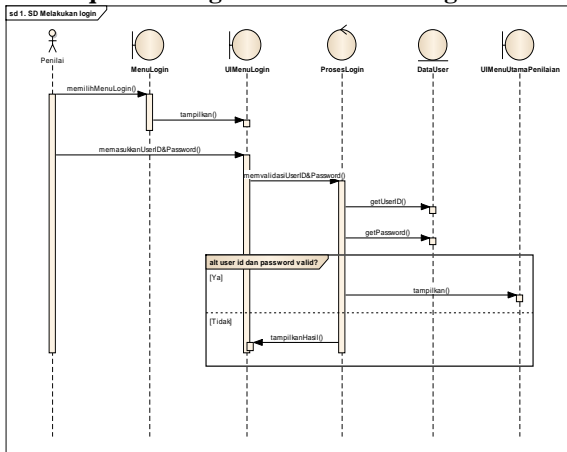 sd 1. SD Melakukan login
Penilai
MenuLogin
UIMenuLogin
ProsesLogin
DataUser
UIMenuUtamaPenilaian
memilihMenuLogin()
tampilkan()
memasukkanUserID&Password()
memvalidasiUserID&Password()
getUserID()
getPassword()
alt user id dan password valid?
[Ya]
tampilkan()
[Tidak]
tampilkanHasil()